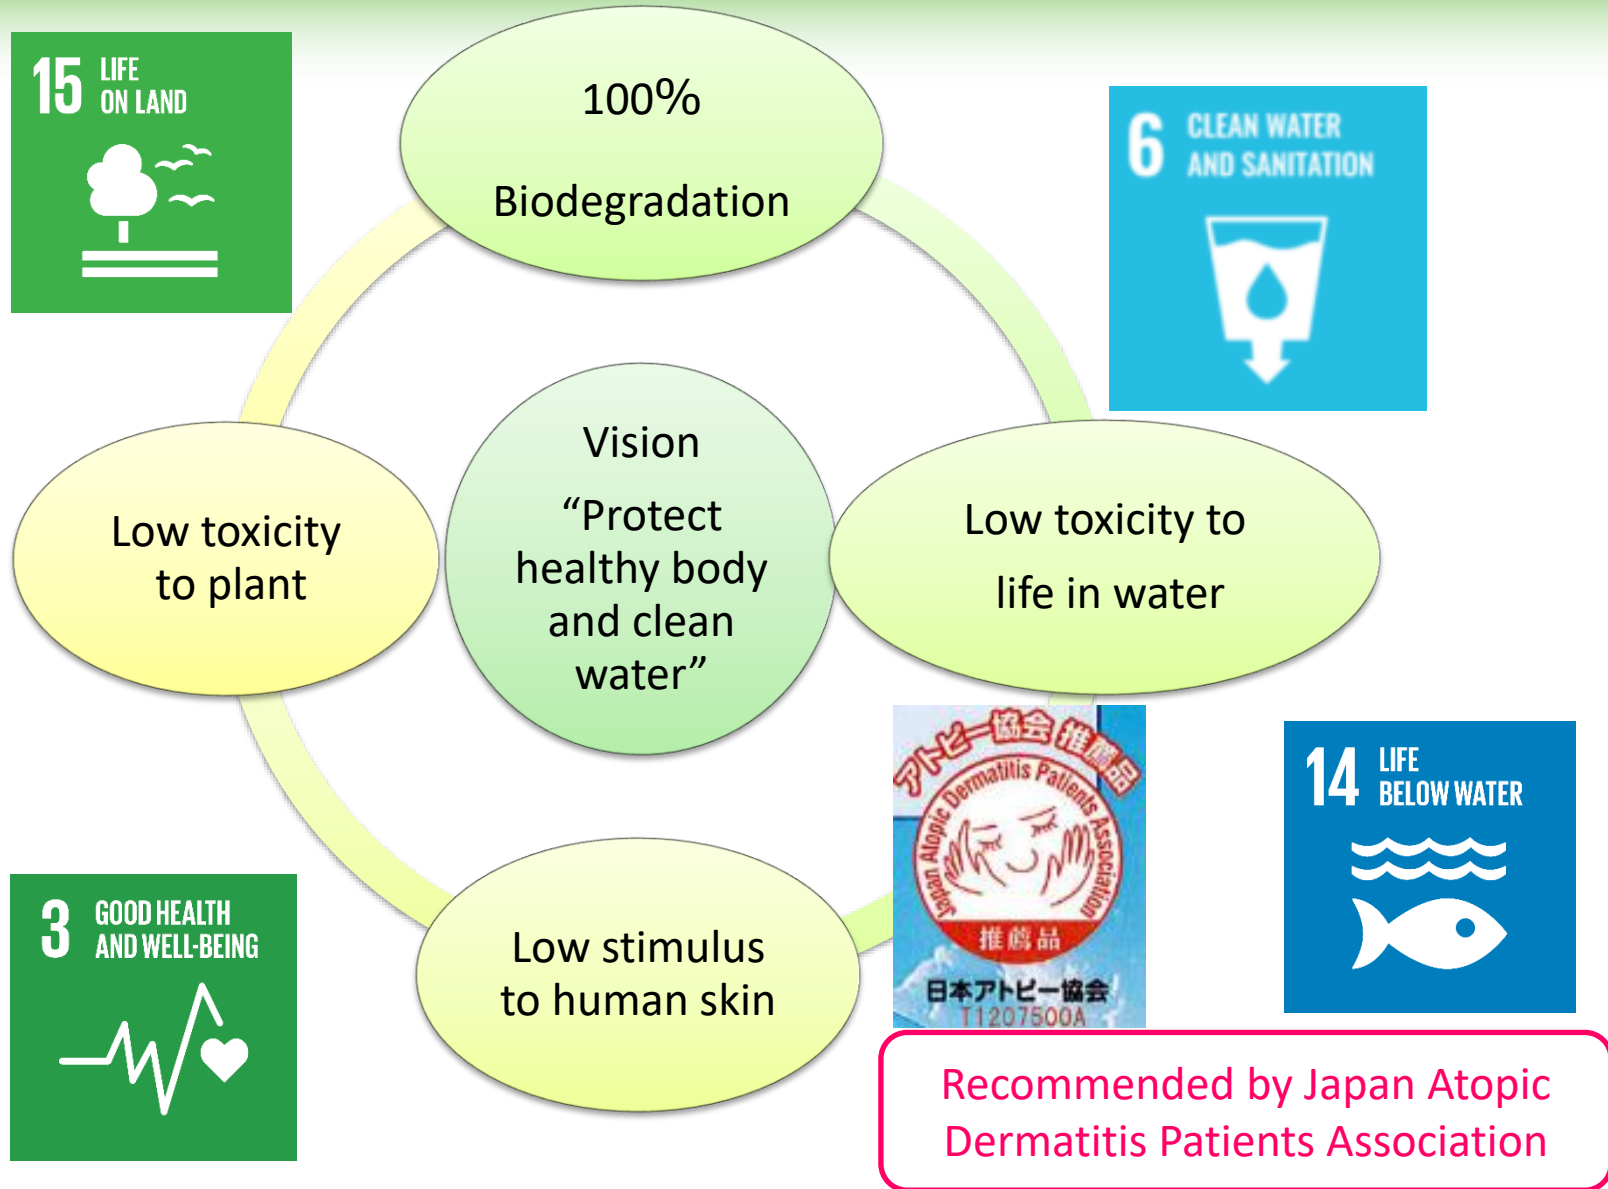 15 LIFE
ON LAND
100%
Biodegradation
6 CLEAN WATER
AND SANITATION
Vision
“Protect
healthy body
and clean
water”
Low toxicity
to plant
Low toxicity to
life in water
アトピー協会 推薦品
Japan Atopic Dermatitis Patients Association
推薦品
日本アトピー協会
T1207500A
14 LIFE
BELOW WATER
3 GOOD HEALTH
AND WELL-BEING
Low stimulus
to human skin
Recommended by Japan Atopic
Dermatitis Patients Association